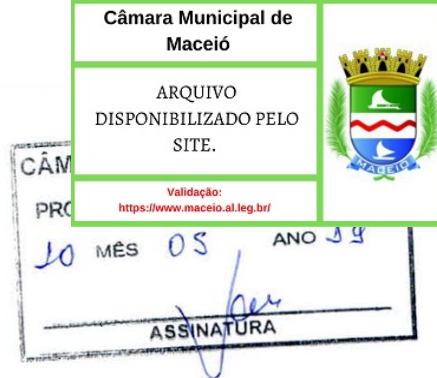 Câmara Municipal de
Maceió
ARQUIVO
DISPONIBILIZADO PELO
SITE.
Validação:
https://www.maceio.al.leg.br/
MACEIÓ
CÂM
PRO
10 MÊS 05 ANO 19
ASSINATURA